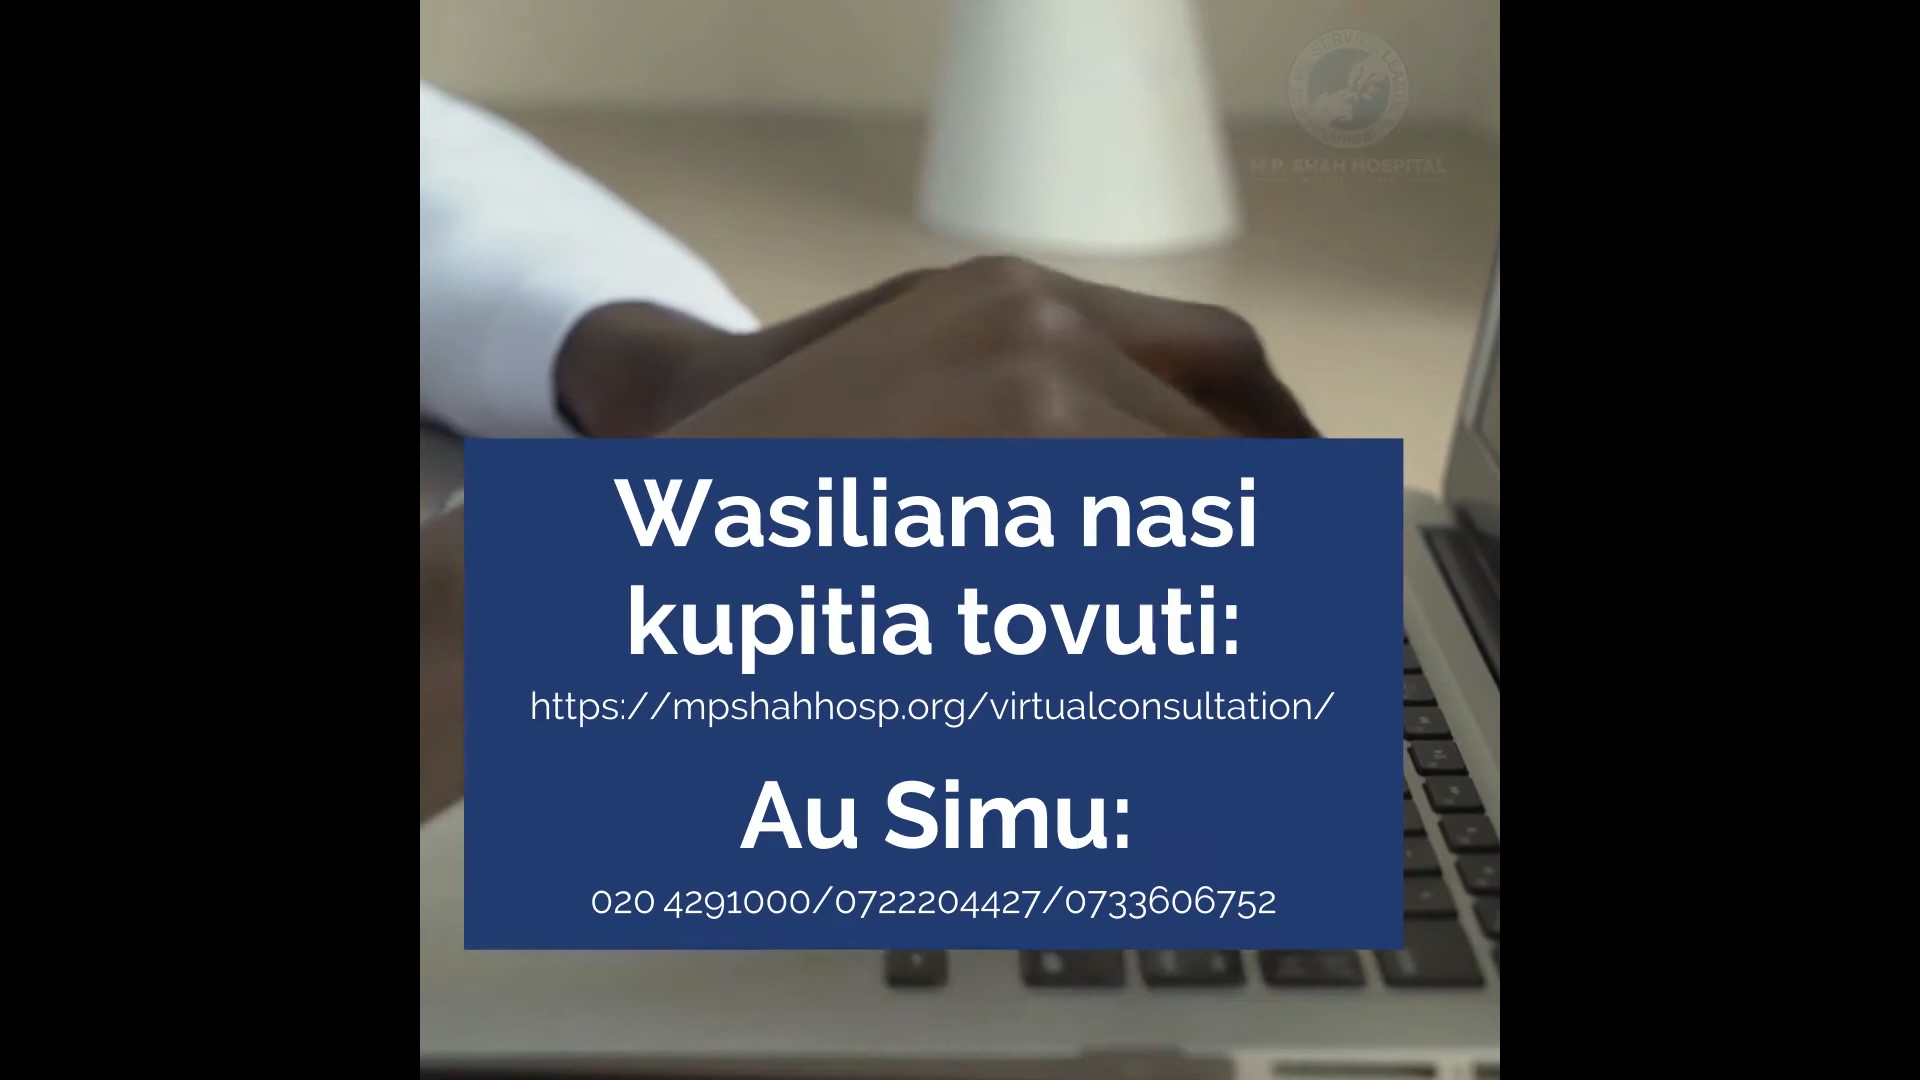 M.P. SHAH HOSPITAL
Wasiliana nasi
kupitia tovuti:
https://mpshahhosp.org/virtualconsultation/
Au Simu:
020 4291000/0722204427/0733606752